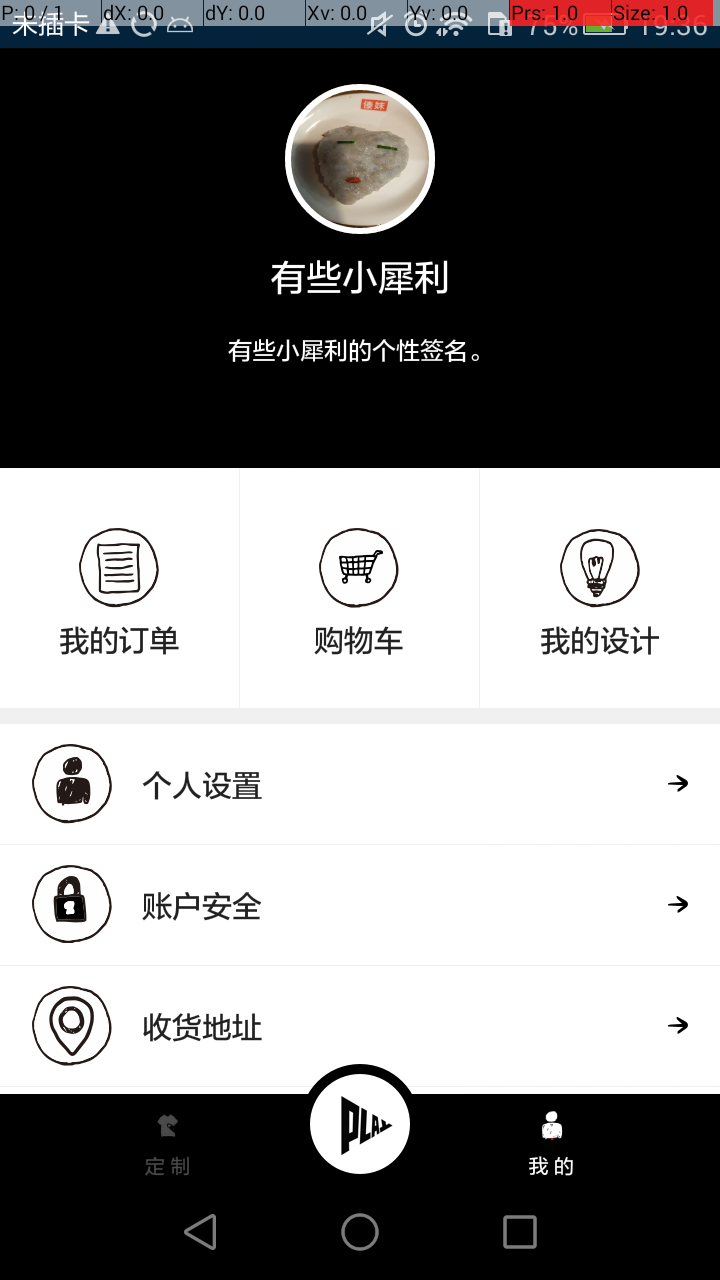 P: 0 / 1 dX: 0.0 dY: 0.0 Xv: 0.0 Yv: 0.0 Prs: 1.0 Size: 1.0
未插卡 75% 19:36
傣妹
有些小犀利
有些小犀利的个性签名。
我的订单 购物车 我的设计
个人设置
账户安全
收货地址
PLAY
定制 我的